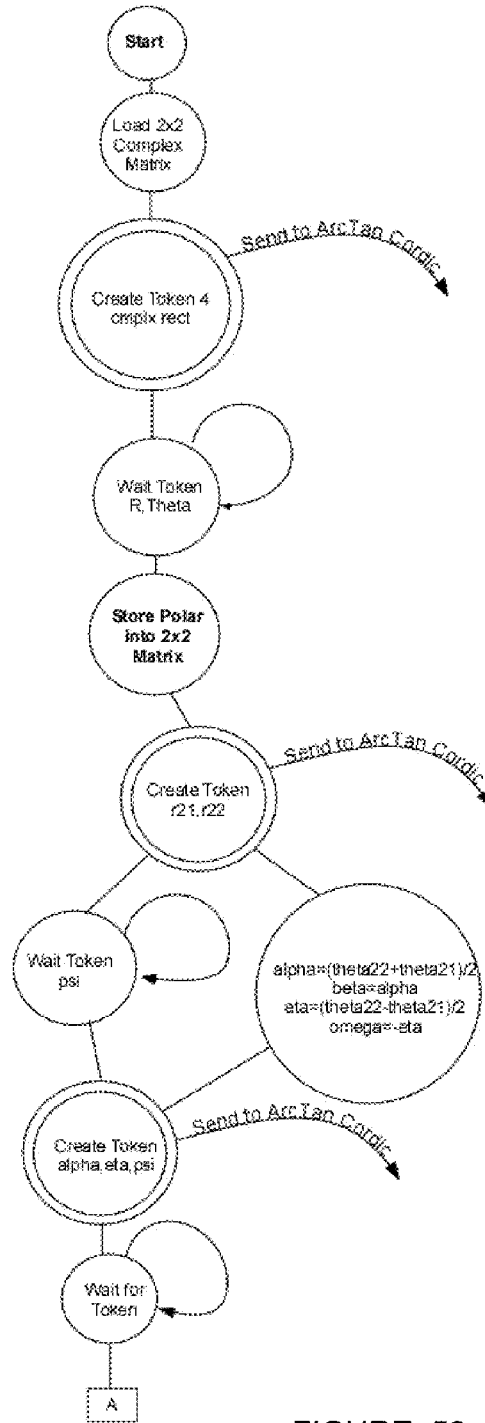 Start
Load 2x2
Complex
Matrix
Send to ArcTan Cordic
Create Token 4
cmplx rect
Wait Token
R,Theta
Store Polar
into 2x2
Matrix
Send to ArcTan Cordic
Create Token
r21,r22
Wait Token
psi
alpha=(theta22+theta21)/2
beta=alpha
eta=(theta22-theta21)/2
omega=-eta
Send to ArcTan Cordic
Create Token
alpha,eta,psi
Wait for
Token
A